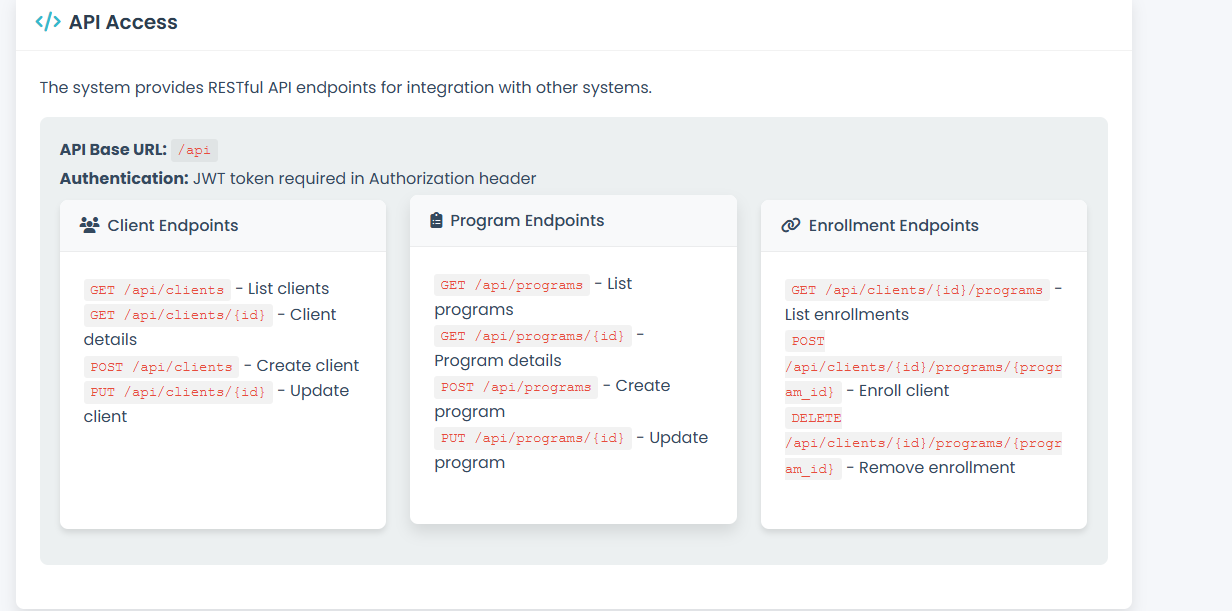 API Access
The system provides RESTful API endpoints for integration with other systems.
API Base URL: /api
Authentication: JWT token required in Authorization header
Client Endpoints
GET /api/clients - List clients
GET /api/clients/{id} - Client
details
POST /api/clients - Create client
PUT /api/clients/{id} - Update
client
Program Endpoints
GET /api/programs - List
programs
GET /api/programs/{id} -
Program details
POST /api/programs - Create
program
PUT /api/programs/{id} - Update
program
Enrollment Endpoints
GET /api/clients/{id}/programs -
List enrollments
POST
/api/clients/{id}/programs/{progr
am_id} - Enroll client
DELETE
/api/clients/{id}/programs/{progr
am_id} - Remove enrollment